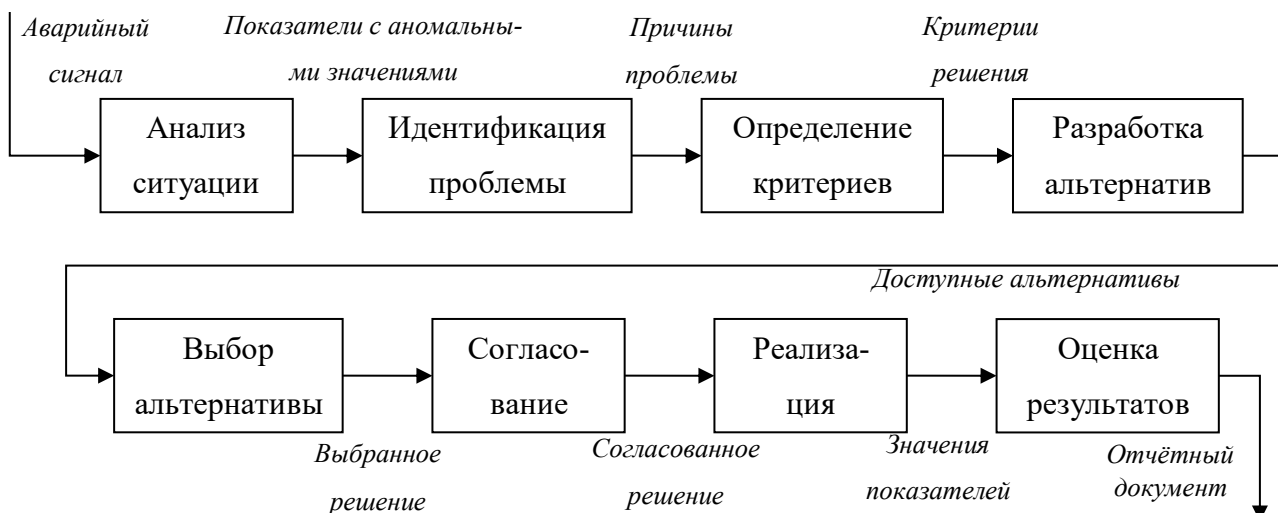 Аварийный
сигнал
Показатели с аномальны-
ми значениями
Причины
проблемы
Критерии
решения
Анализ
ситуации
Идентификация
проблемы
Определение
критериев
Разработка
альтернатив
Доступные альтернативы
Выбор
альтернативы
Согласо-
вание
Реализа-
ция
Оценка
результатов
Выбранное
решение
Согласованное
решение
Значения
показателей
Отчётный
документ